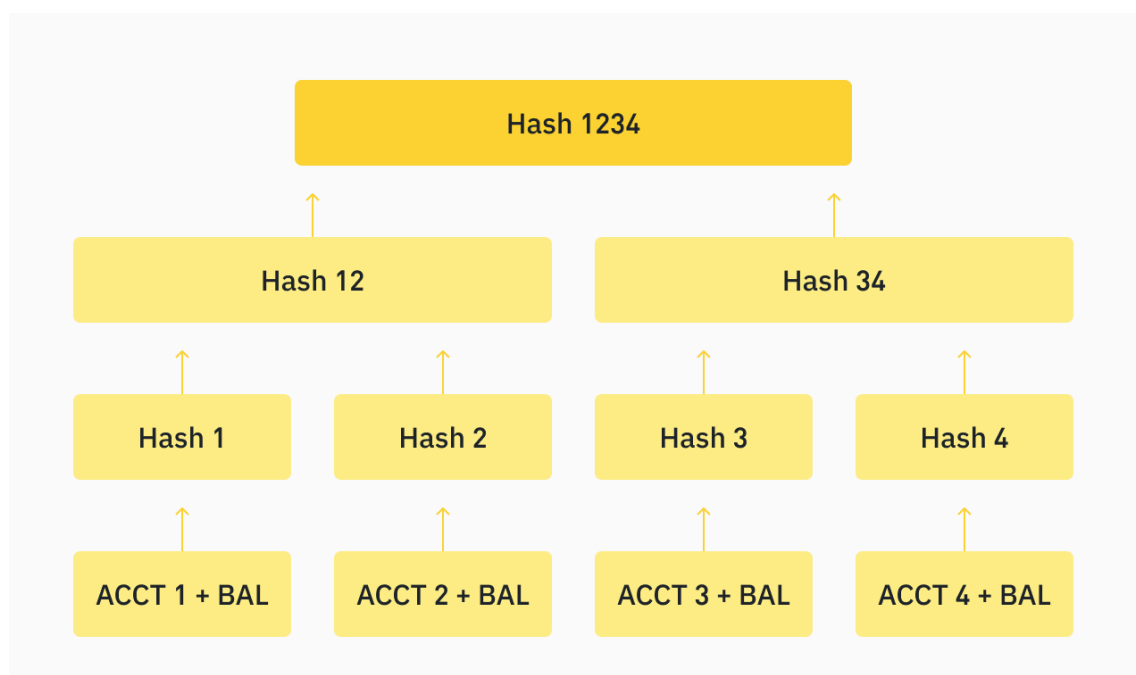 Hash 1234
Hash 12
Hash 34
Hash 1
Hash 2
Hash 3
Hash 4
ACCT 1 + BAL
ACCT 2 + BAL
ACCT 3 + BAL
ACCT 4 + BAL